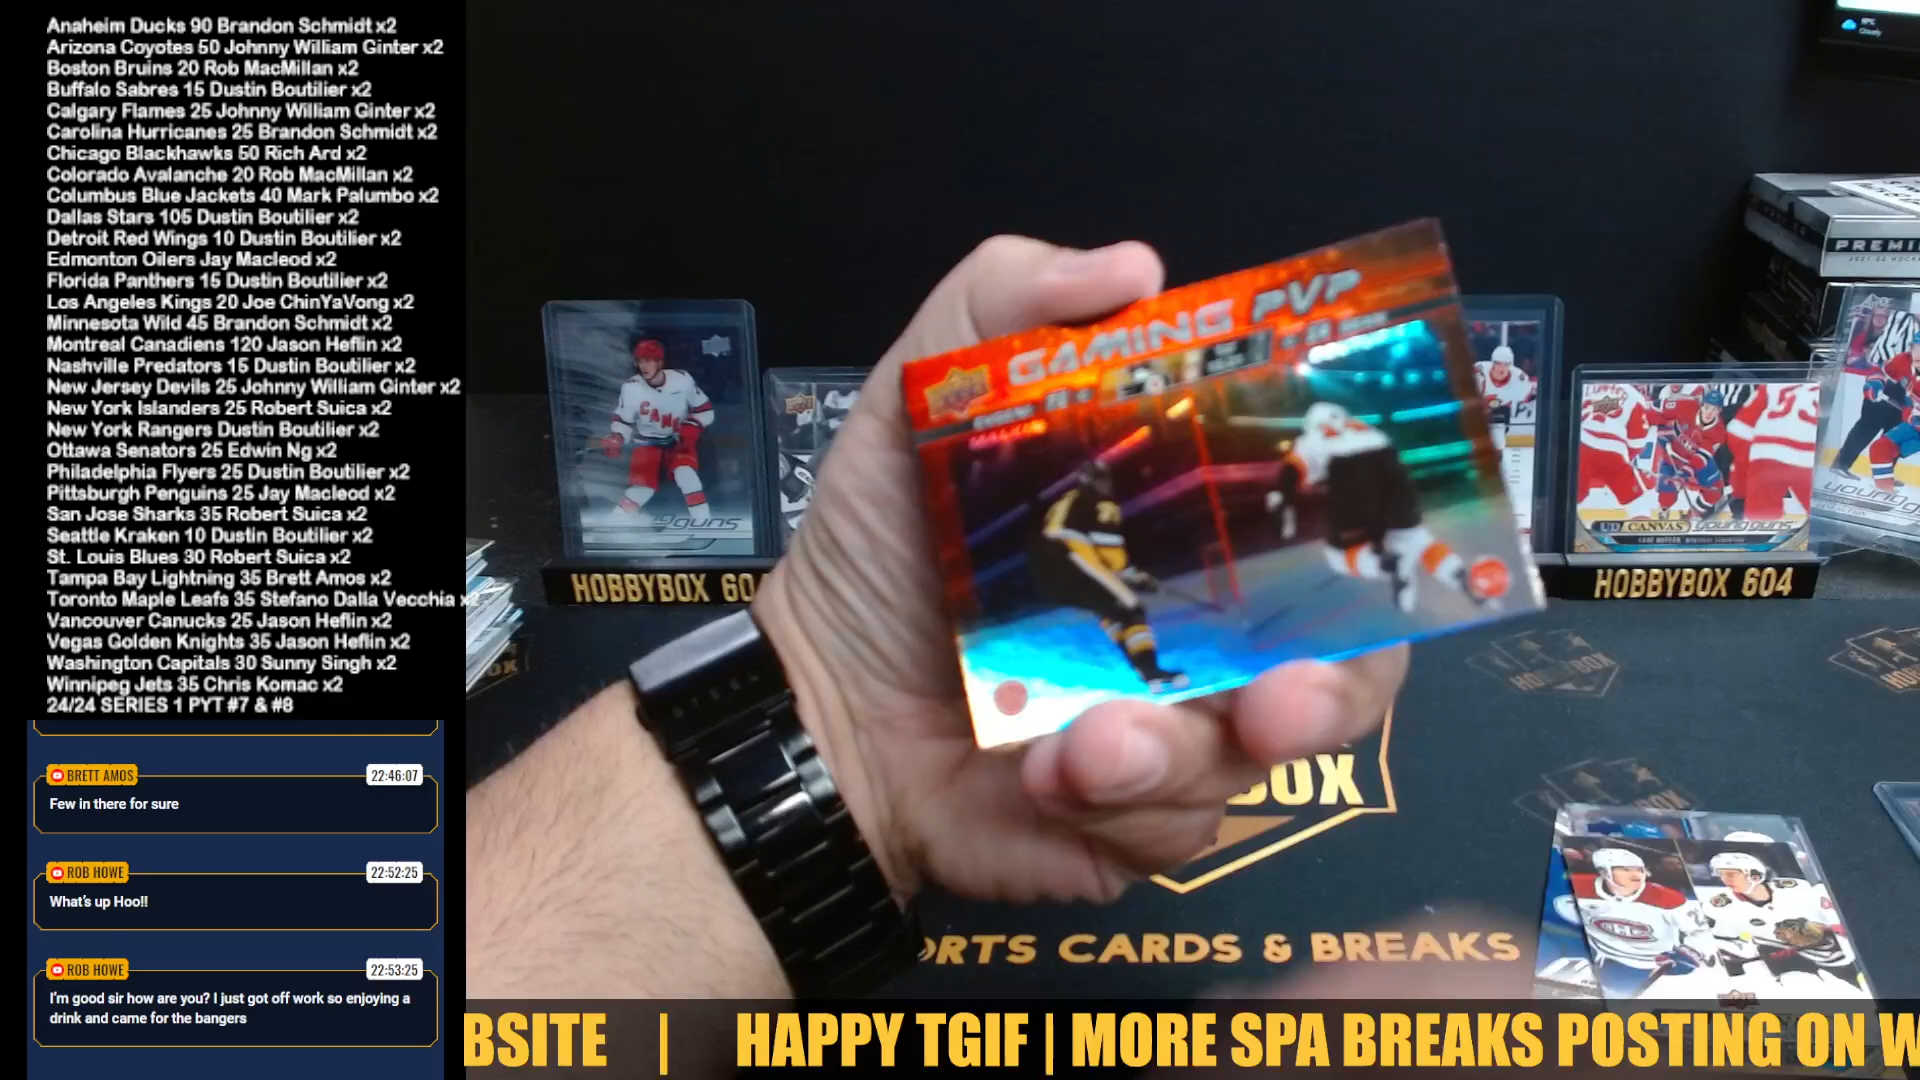 Anaheim Ducks 90 Brandon Schmidt x2
Arizona Coyotes 50 Johnny William Ginter x2
Boston Bruins 20 Rob MacMillan x2
Buffalo Sabres 15 Dustin Boutilier x2
Calgary Flames 25 Johnny William Ginter x2
Carolina Hurricanes 25 Brandon Schmidt x2
Chicago Blackhawks 50 Rich Ard x2
Colorado Avalanche 20 Rob MacMillan x2
Columbus Blue Jackets 40 Mark Palumbo x2
Dallas Stars 105 Dustin Boutilier x2
Detroit Red Wings 10 Dustin Boutilier x2
Edmonton Oilers Jay Macleod x2
Florida Panthers 15 Dustin Boutilier x2
Los Angeles Kings 20 Joe ChinYaVong x2
Minnesota Wild 45 Brandon Schmidt x2
Montreal Canadiens 120 Jason Heflin x2
Nashville Predators 15 Dustin Boutilier x2
New Jersey Devils 25 Johnny William Ginter x2
New York Islanders 25 Robert Suica x2
New York Rangers Dustin Boutilier x2
Ottawa Senators 25 Edwin Ng x2
Philadelphia Flyers 25 Dustin Boutilier x2
Pittsburgh Penguins 25 Jay Macleod x2
San Jose Sharks 35 Robert Suica x2
Seattle Kraken 10 Dustin Boutilier x2
St. Louis Blues 30 Robert Suica x2
Tampa Bay Lightning 35 Brett Amos x2
Toronto Maple Leafs 35 Stefano Dalla Vecchia
Vancouver Canucks 25 Jason Heflin x2
Vegas Golden Knights 35 Jason Heflin x2
Washington Capitals 30 Sunny Singh x2
Winnipeg Jets 35 Chris Komac x2
24/24 SERIES 1 PYT #7 & #8
BRETT AMOS 22:46:07
Few in there for sure
ROB HOWE 22:52:25
What's up Hoo!!
ROB HOWE 22:53:25
I'm good sir how are you? I just got off work so enjoying a
drink and came for the bangers
GAMING PVP
PREMI
HOBBYBOX 60
HOBBYBOX 604
UD CANVAS young guns
BOX
ORTS CARDS & BREAKS
BSITE | HAPPY TGIF | MORE SPA BREAKS POSTING ON W